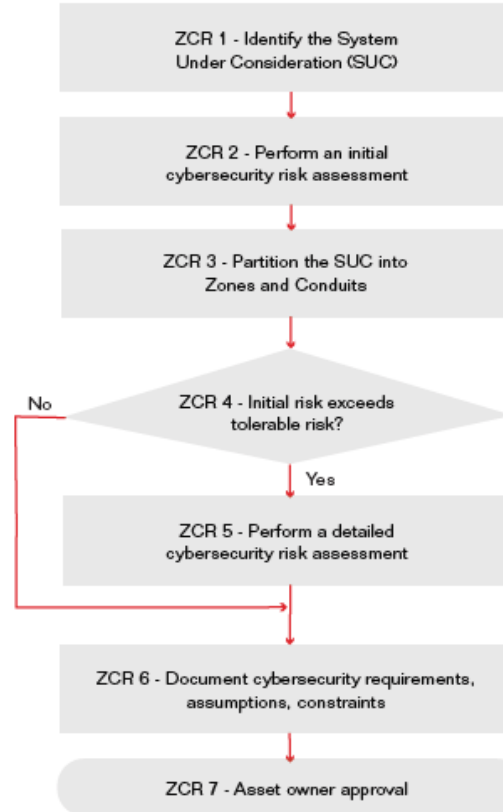 ZCR 1 - Identify the System
Under Consideration (SUC)
ZCR 2 - Perform an initial
cybersecurity risk assessment
ZCR 3 - Partition the SUC into
Zones and Conduits
No
ZCR 4 - Initial risk exceeds
tolerable risk?
Yes
ZCR 5 - Perform a detailed
cybersecurity risk assessment
ZCR 6 - Document cybersecurity requirements,
assumptions, constraints
ZCR 7 - Asset owner approval